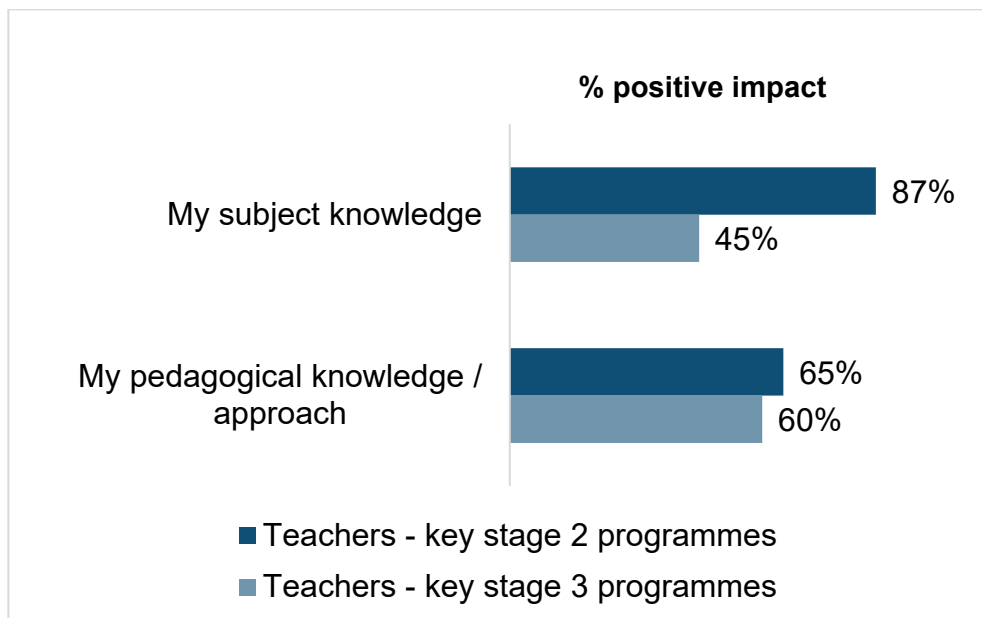 % positive impact
My subject knowledge
87%
45%
My pedagogical knowledge /
approach
65%
60%
Teachers - key stage 2 programmes
Teachers - key stage 3 programmes